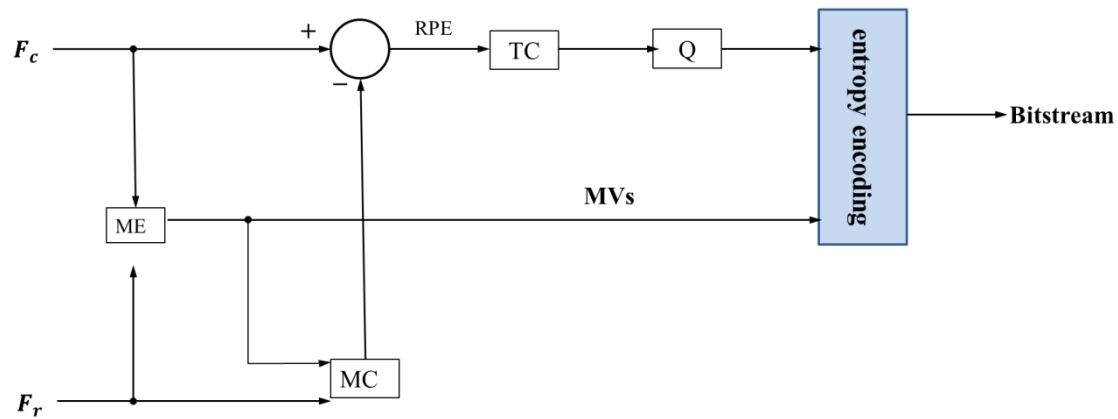 F_c
+
−
RPE
TC
Q
entropy encoding
Bitstream
ME
MVs
MC
F_r